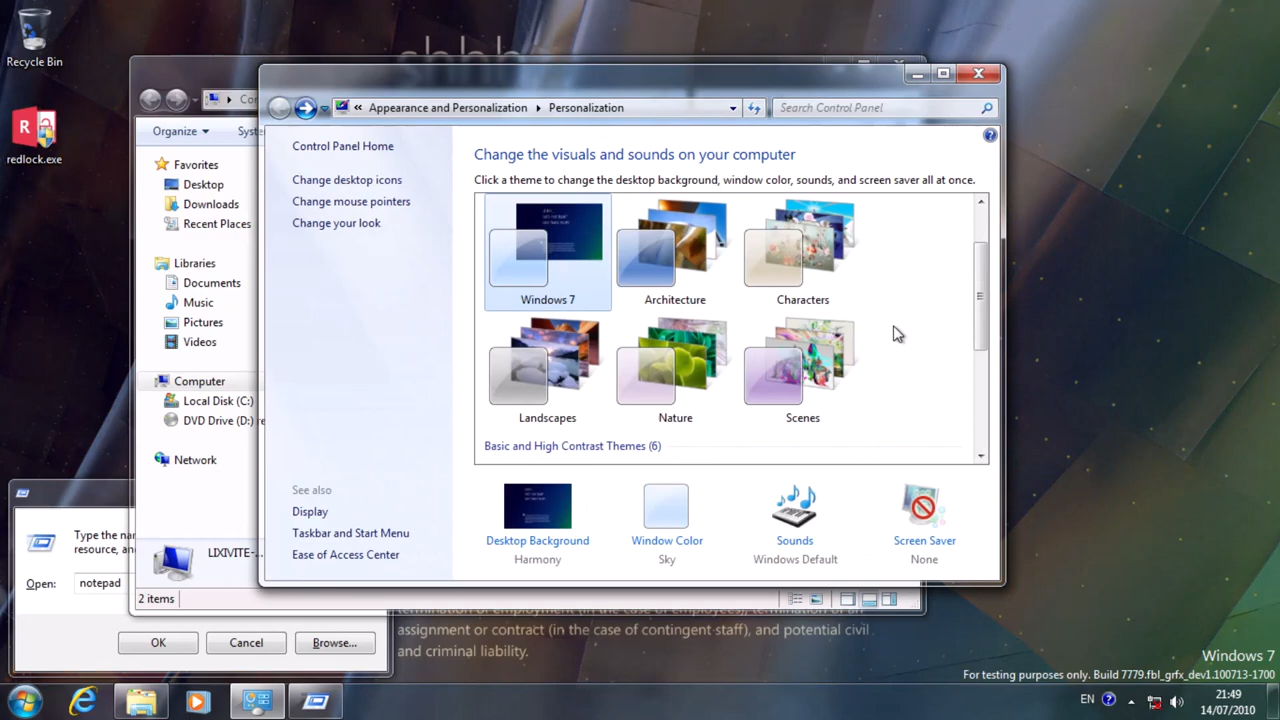 Recycle Bin
redlock.exe
shhh
Organize
Syste
Favorites
Desktop
Downloads
Recent Places
Libraries
Documents
Music
Pictures
Videos
Computer
Local Disk (C:)
DVD Drive (D:) re
Network
LIXIVITE-...
2 items
« Appearance and Personalization Personalization
Search Control Panel
Control Panel Home
Change desktop icons
Change mouse pointers
Change your look
See also
Display
Taskbar and Start Menu
Ease of Access Center
Change the visuals and sounds on your computer
Click a theme to change the desktop background, window color, sounds, and screen saver all at once.
Windows 7
Architecture
Characters
Landscapes
Nature
Scenes
Basic and High Contrast Themes (6)
Desktop Background
Harmony
Window Color
Sky
Sounds
Windows Default
Screen Saver
None
Type the na
resource, an
Open: notepad
OK
Cancel
Browse...
termination of employment (in the case of employees), termination of an
assignment or contract (in the case of contingent staff), and potential civil
and criminal liability.
Windows 7
For testing purposes only. Build 7779.fbl_grfx_dev1.100713-1700
EN
21:49
14/07/2010